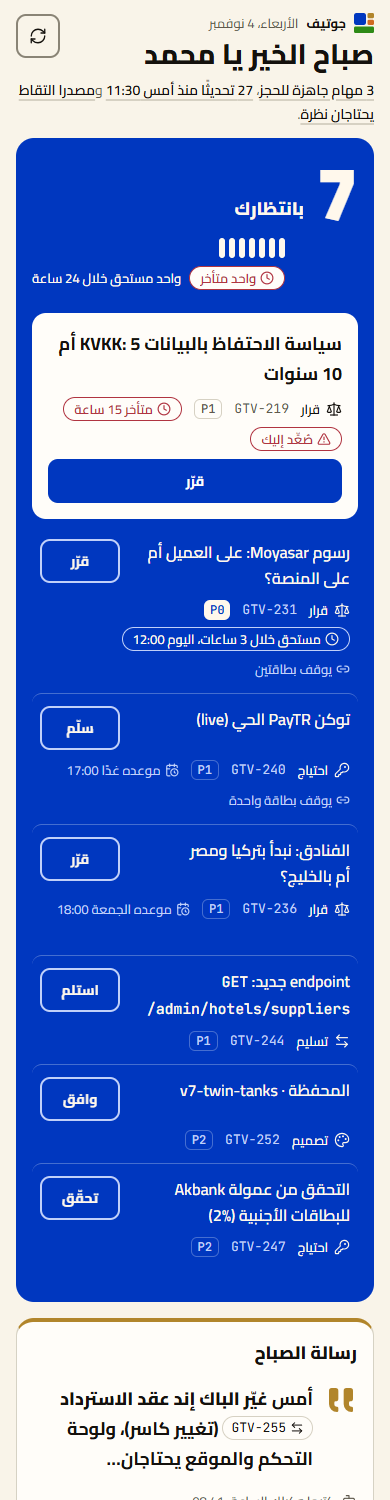 جوتيف الأربعاء، 4 نوفمبر
صباح الخير يا محمد
3 مهام جاهزة للحجز، 27 تحديثًا منذ أمس 11:30 ومصدرا التقاط
يحتاجان نظرة.
7 بانتظارك
واحد متأخر واحد مستحق خلال 24 ساعة
سياسة الاحتفاظ بالبيانات KVKK: 5 أم
10 سنوات
قرار GTV-219 P1 متأخر 15 ساعة
صُعّد إليك
قرّر
رسوم Moyasar: على العميل أم
على المنصة؟
قرّر
قرار GTV-231 P0
مستحق خلال 3 ساعات، اليوم 12:00
يوقف بطاقتين
توكن PayTR الحي (live)
سلّم
احتياج GTV-240 P1 موعده غدًا 17:00
يوقف بطاقة واحدة
الفنادق: نبدأ بتركيا ومصر
أم بالخليج؟
قرّر
قرار GTV-236 P1 موعده الجمعة 18:00
endpoint جديد: GET
/admin/hotels/suppliers
استلم
تسليم GTV-244 P1
المحفظة · v7-twin-tanks
وافق
تصميم GTV-252 P2
التحقق من عمولة Akbank
للبطاقات الأجنبية (2%)
تحقّق
احتياج GTV-247 P2
رسالة الصباح
أمس غيّر الباك إند عقد الاسترداد
GTV-255 (تغيير كاسر)، ولوحة
التحكم والموقع يحتاجان...